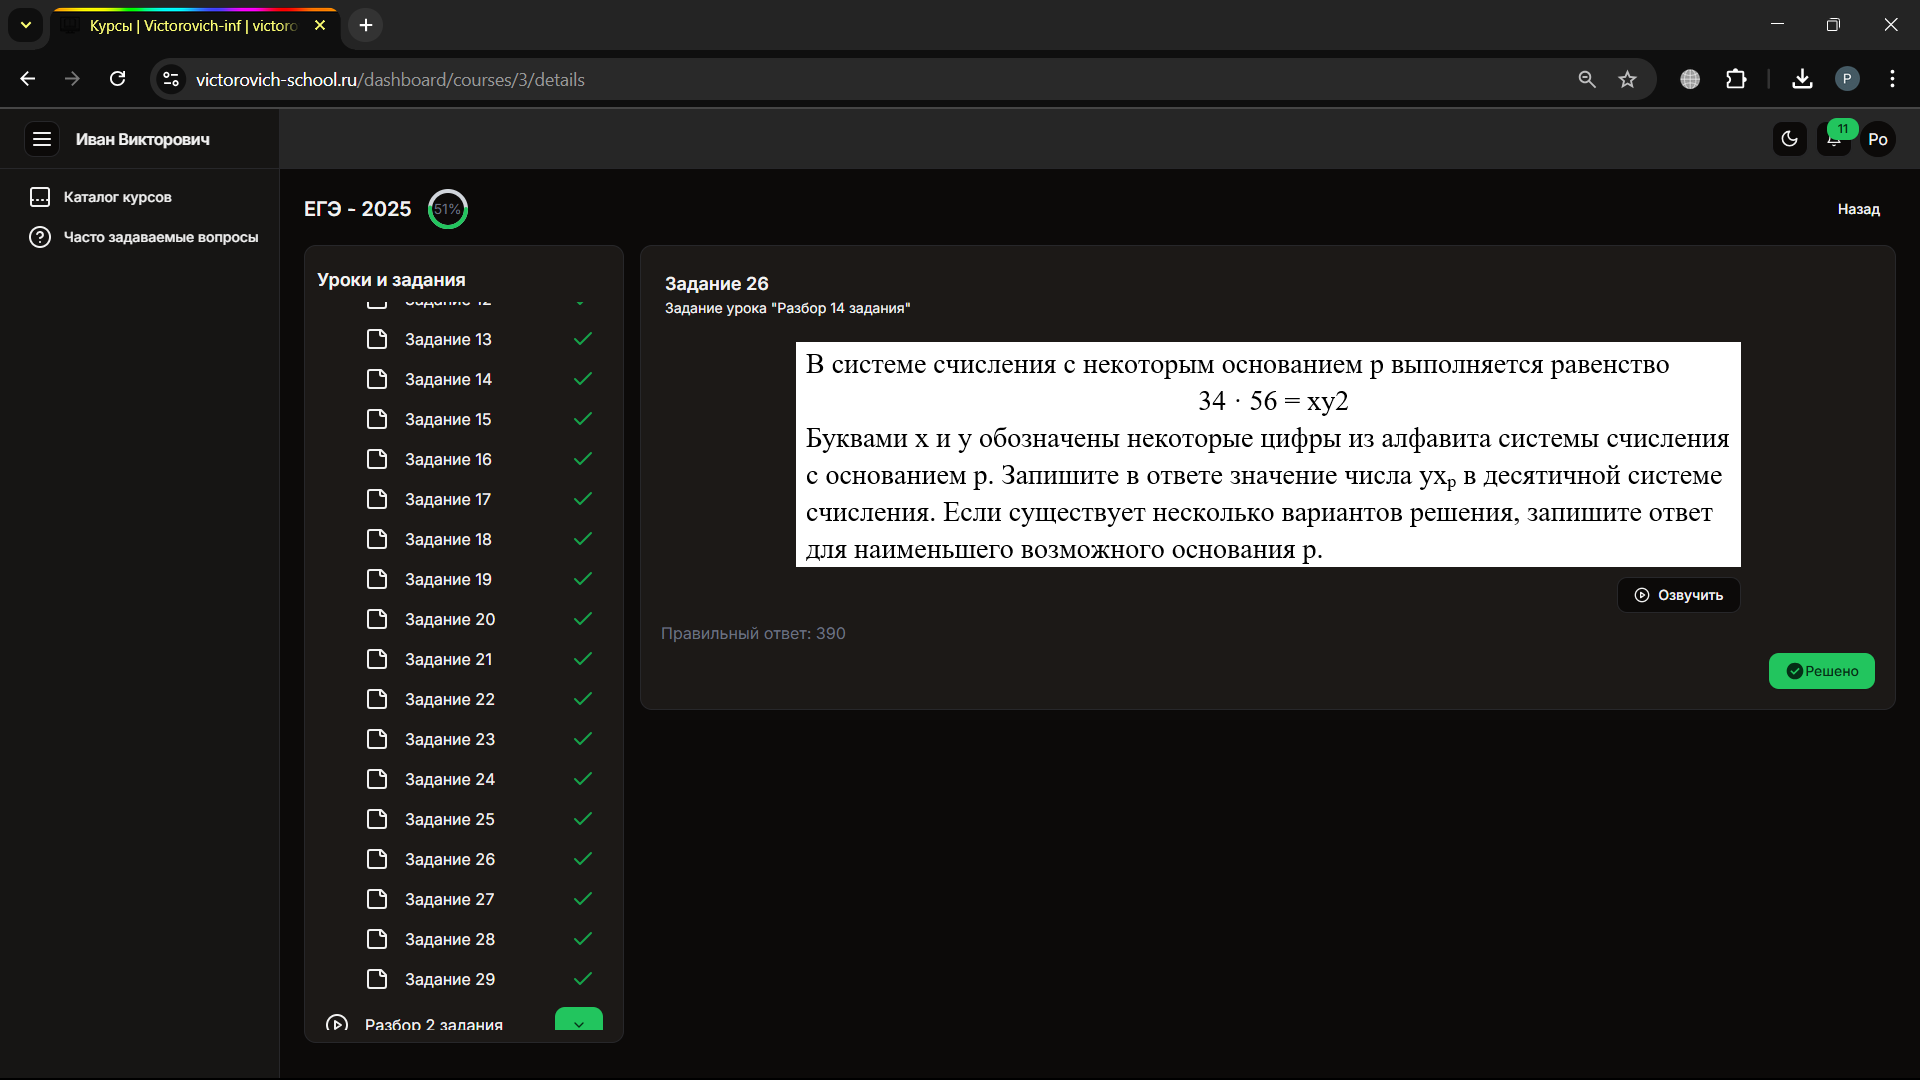 Курсы | Victorovich-inf | victoro
victorovich-school.ru/dashboard/courses/3/details
P
Иван Викторович
11
Po
Каталог курсов
Часто задаваемые вопросы
ЕГЭ - 2025
51%
Назад
Уроки и задания
Задание 12
Задание 13
Задание 14
Задание 15
Задание 16
Задание 17
Задание 18
Задание 19
Задание 20
Задание 21
Задание 22
Задание 23
Задание 24
Задание 25
Задание 26
Задание 27
Задание 28
Задание 29
Разбор 2 задания
Задание 26
Задание урока "Разбор 14 задания"
В системе счисления с некоторым основанием p выполняется равенство
34 · 56 = xy2
Буквами x и y обозначены некоторые цифры из алфавита системы счисления
с основанием p. Запишите в ответе значение числа yxₚ в десятичной системе
счисления. Если существует несколько вариантов решения, запишите ответ
для наименьшего возможного основания p.
Озвучить
Правильный ответ: 390
Решено